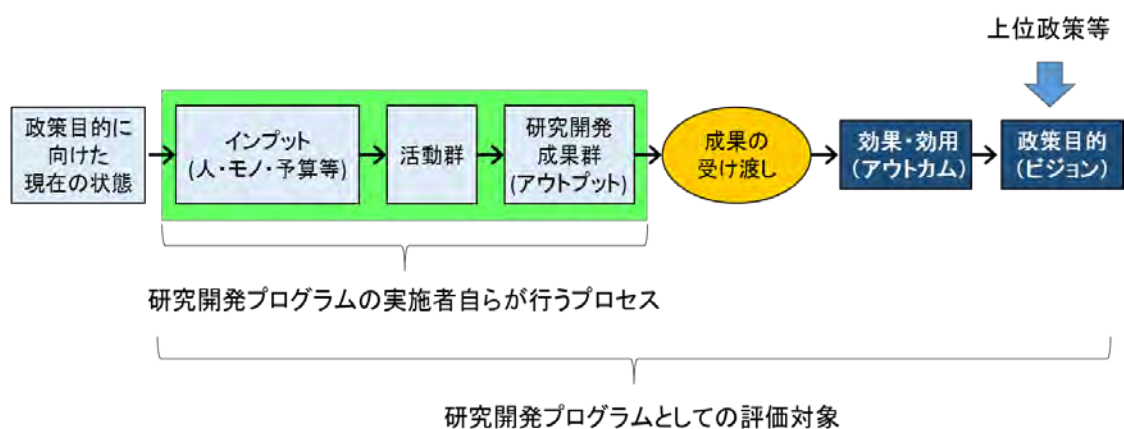 上位政策等
政策目的に
向けた
現在の状態
インプット
(人・モノ・予算等)
活動群
研究開発
成果群
(アウトプット)
成果の
受け渡し
効果・効用
(アウトカム)
政策目的
(ビジョン)
研究開発プログラムの実施者自らが行うプロセス
研究開発プログラムとしての評価対象